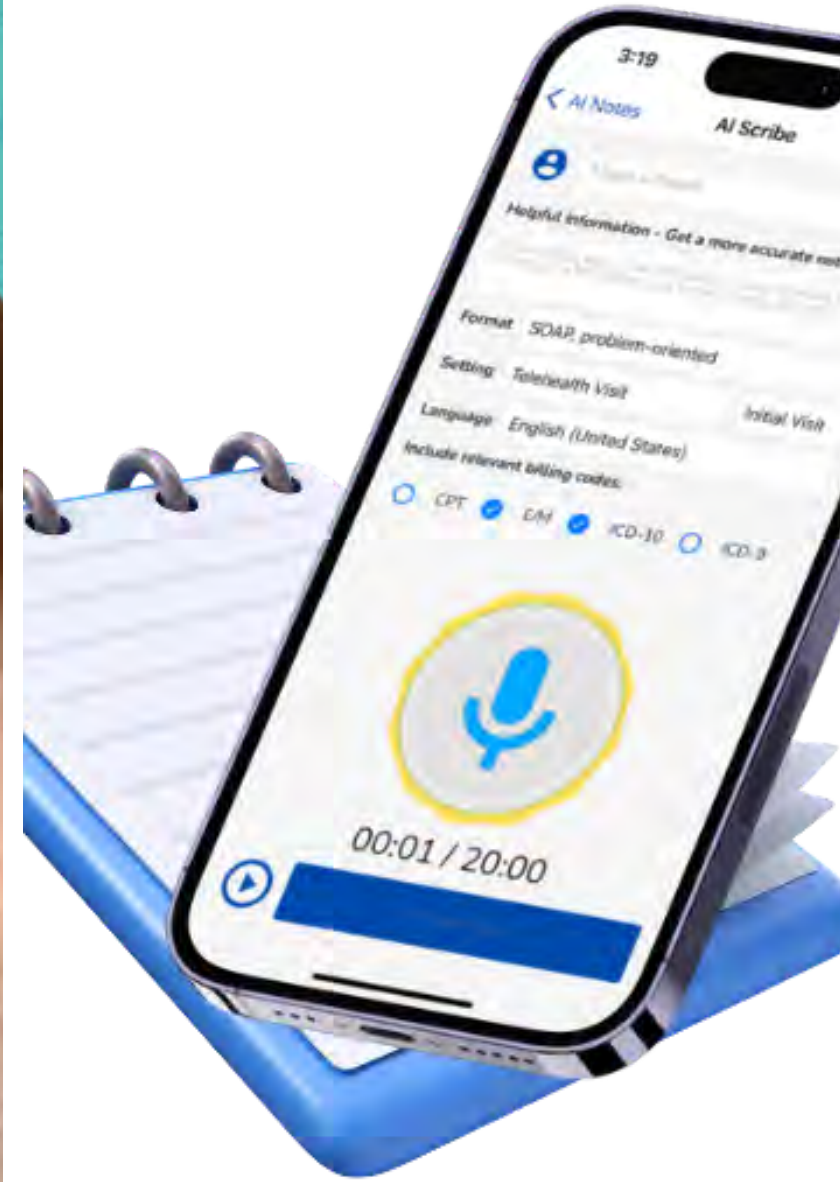 3:19
AI Notes
AI Scribe
Helpful information - Get a more accurate not
Format SOAP, problem-oriented
Setting Telehealth Visit Initial Visit
Language English (United States)
Include relevant billing codes:
CPT E/M ICD-10 ICD-9
00:01 / 20:00